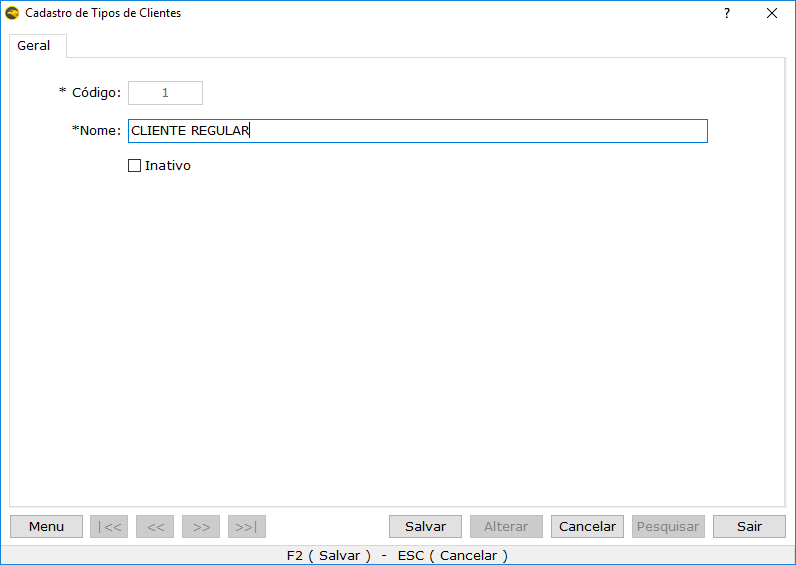 Cadastro de Tipos de Clientes ?
Geral
* Código: 1
*Nome: CLIENTE REGULAR
Inativo
Menu |<< << >> >>| Salvar Alterar Cancelar Pesquisar Sair
F2 ( Salvar ) - ESC ( Cancelar )